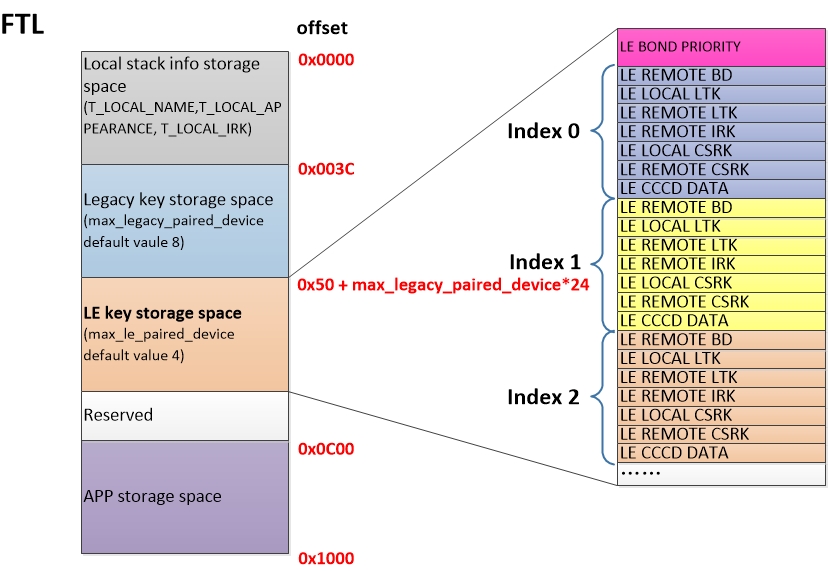 FTL
offset
0x0000
Local stack info storage
space
(T_LOCAL_NAME,T_LOCAL_AP
PEARANCE, T_LOCAL_IRK)
0x003C
Legacy key storage space
(max_legacy_paired_device
default vaule 8)
0x50 + max_legacy_paired_device*24
LE key storage space
(max_le_paired_device
default value 4)
Reserved
0x0C00
APP storage space
0x1000
LE BOND PRIORITY
Index 0
LE REMOTE BD
LE LOCAL LTK
LE REMOTE LTK
LE REMOTE IRK
LE LOCAL CSRK
LE REMOTE CSRK
LE CCCD DATA
Index 1
LE REMOTE BD
LE LOCAL LTK
LE REMOTE LTK
LE REMOTE IRK
LE LOCAL CSRK
LE REMOTE CSRK
LE CCCD DATA
Index 2
LE REMOTE BD
LE LOCAL LTK
LE REMOTE LTK
LE REMOTE IRK
LE LOCAL CSRK
LE REMOTE CSRK
LE CCCD DATA
......